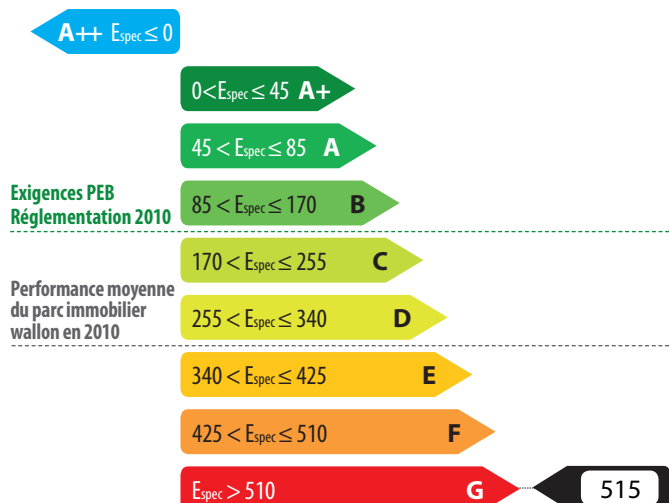 A++ Espec ≤ 0
0 < Espec ≤ 45 A+
45 < Espec ≤ 85 A
Exigences PEB
Réglementation 2010
85 < Espec ≤ 170 B
170 < Espec ≤ 255 C
Performance moyenne
du parc immobilier
wallon en 2010
255 < Espec ≤ 340 D
340 < Espec ≤ 425 E
425 < Espec ≤ 510 F
Espec > 510 G 515